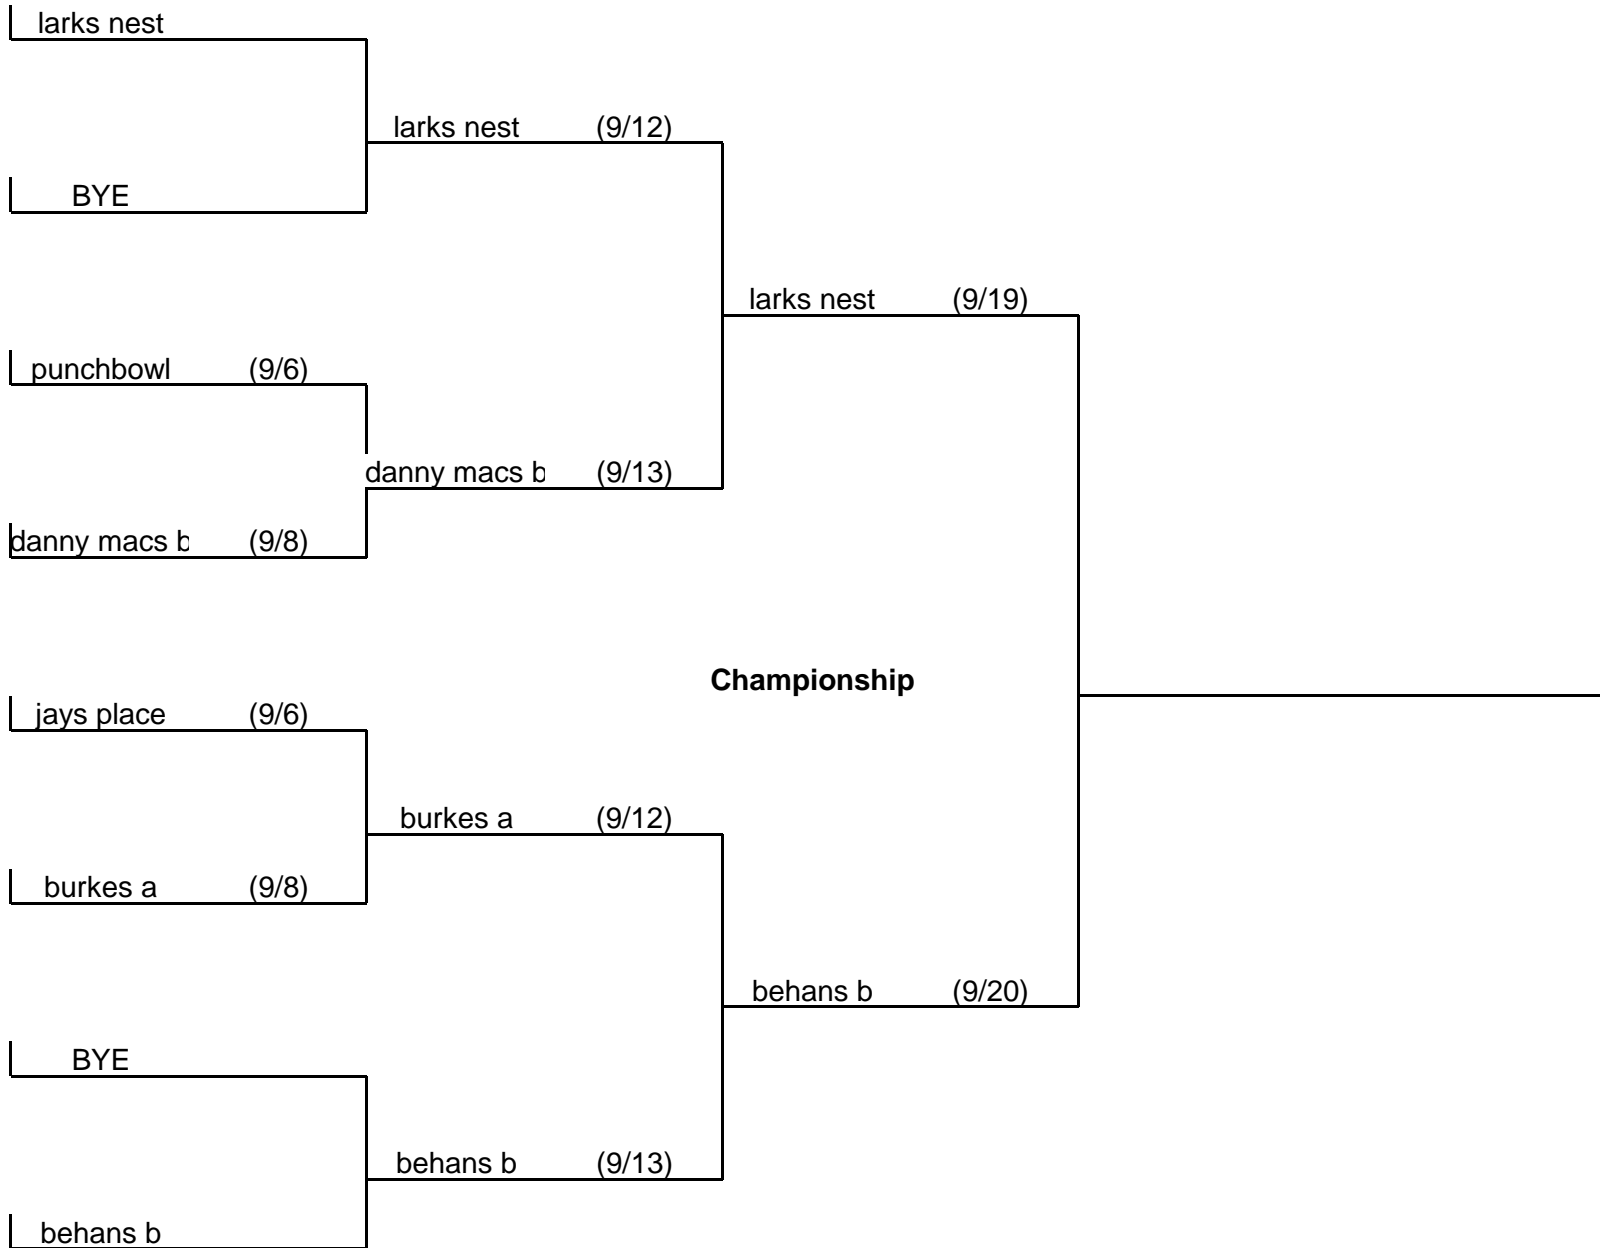 larks nest
larks nest (9/12)
BYE
larks nest (9/19)
punchbowl (9/6)
danny macs b (9/13)
danny macs b (9/8)
Championship
jays place (9/6)
burkes a (9/12)
burkes a (9/8)
behans b (9/20)
BYE
behans b (9/13)
behans b